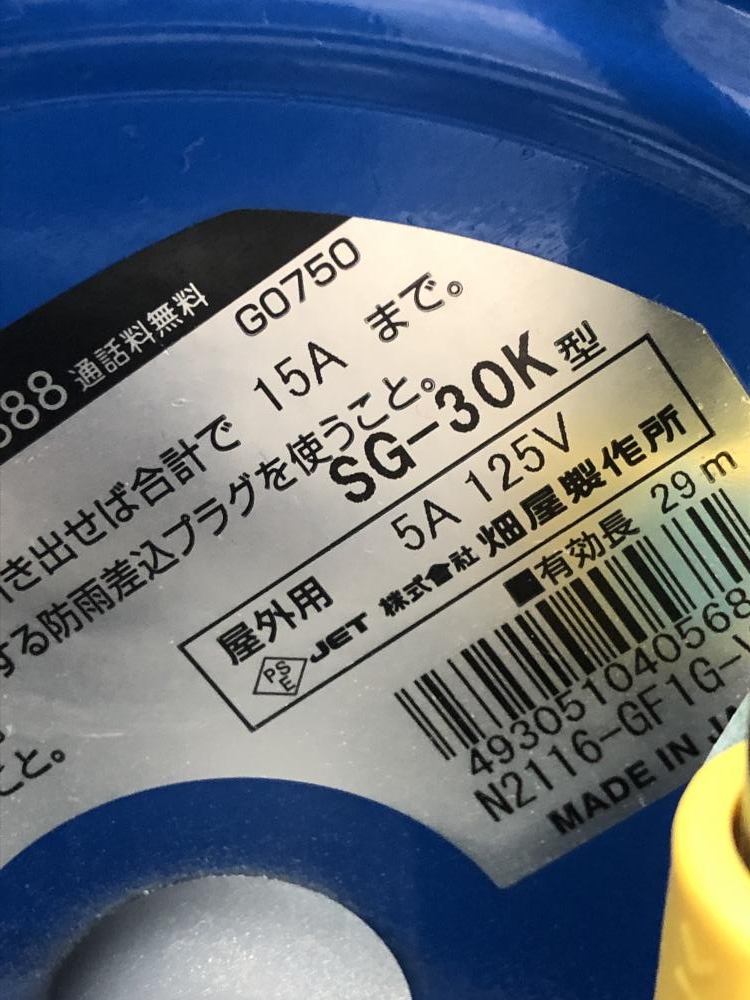 88 通話料無料
GO750
き出せば合計で 15A まで。
する防雨差込プラグを使うこと。
SG-30K型
屋外用 5A 125V
PSE JET 株式会社 畑屋製作所
■有効長 29m
493051040568
N2116-GF1G-
MADE IN JA
こと。